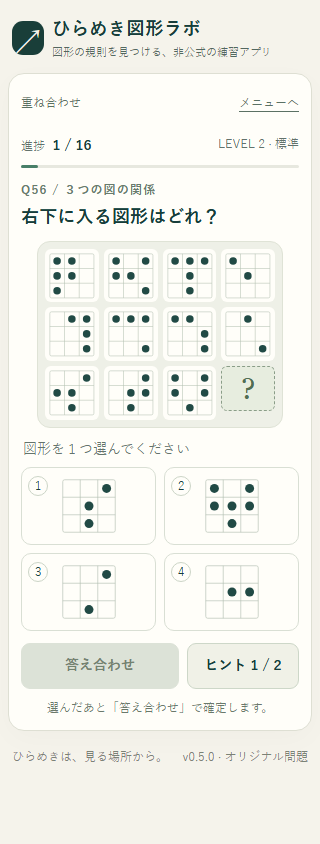 ひらめき図形ラボ
図形の規則を見つける、非公式の練習アプリ
重ね合わせ
メニューへ
進捗 1 / 16
LEVEL 2 · 標準
Q56 / 3つの図の関係
右下に入る図形はどれ？
?
図形を1つ選んでください
1
2
3
4
答え合わせ
ヒント 1 / 2
選んだあと「答え合わせ」で確定します。
ひらめきは、見る場所から。
v0.5.0 · オリジナル問題